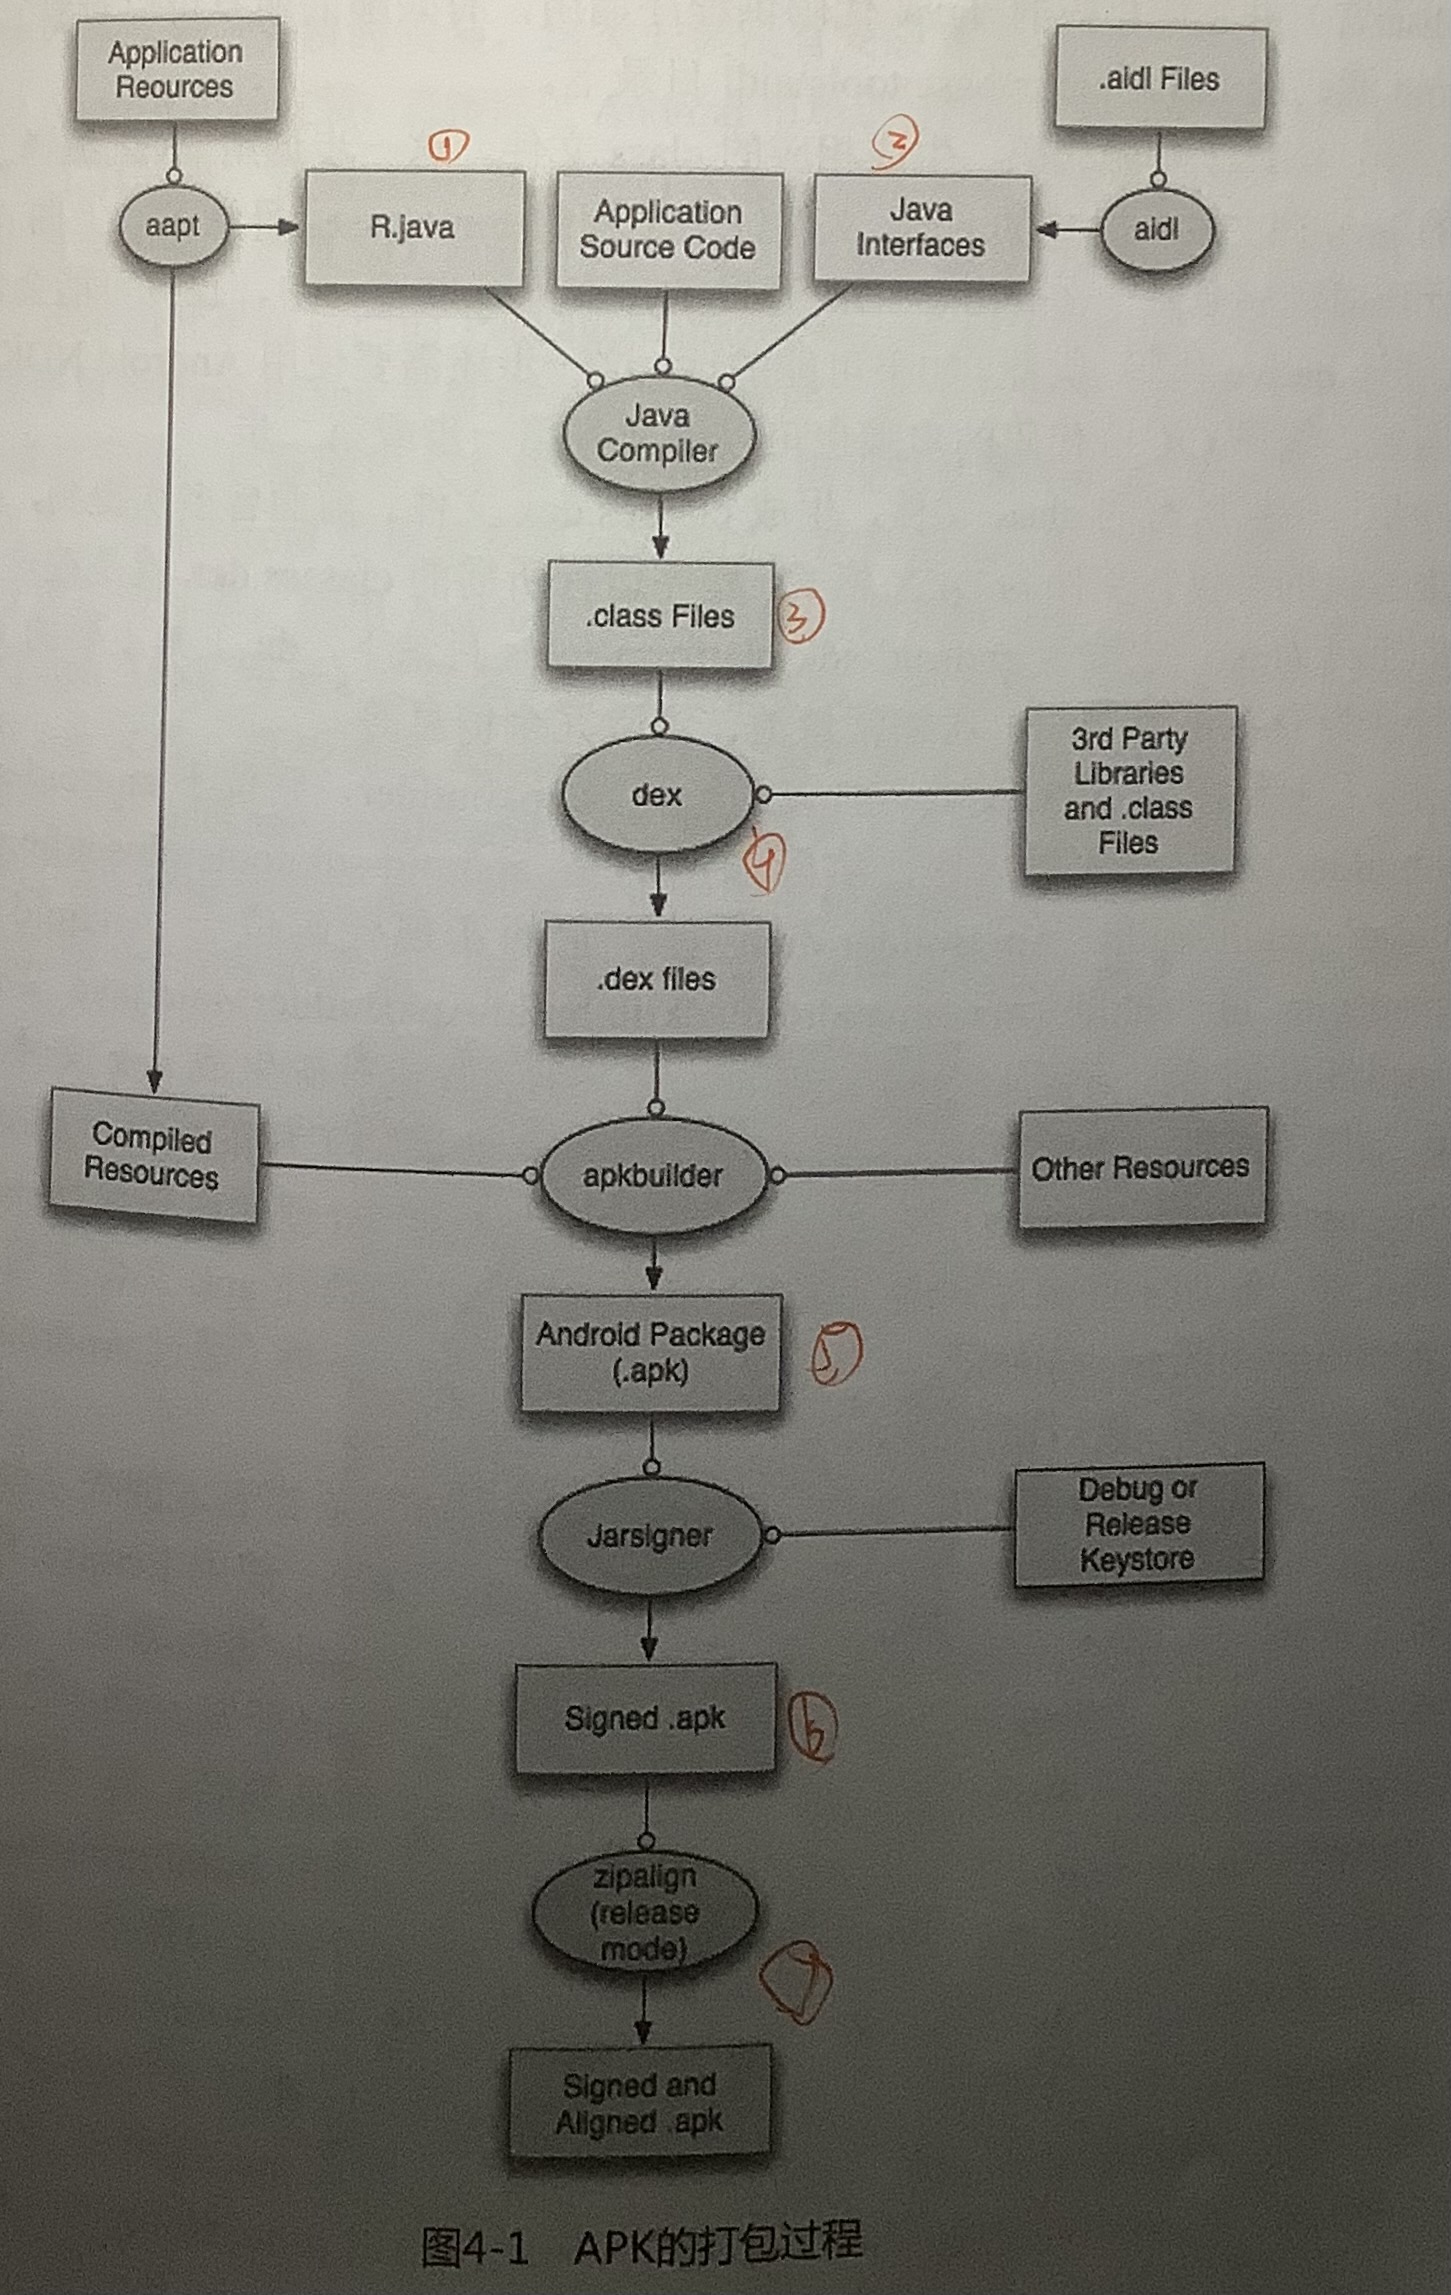 Application
Reources
.aidl Files
①
②
aapt
R.java
Application
Source Code
Java
Interfaces
aidl
Java
Compiler
.class Files
③
dex
3rd Party
Libraries
and .class
Files
④
.dex files
Compiled
Resources
apkbuilder
Other Resources
Android Package
(.apk)
⑤
Jarsigner
Debug or
Release
Keystore
Signed .apk
⑥
zipalign
(release
mode)
⑦
Signed and
Aligned .apk
图4-1 APK的打包过程